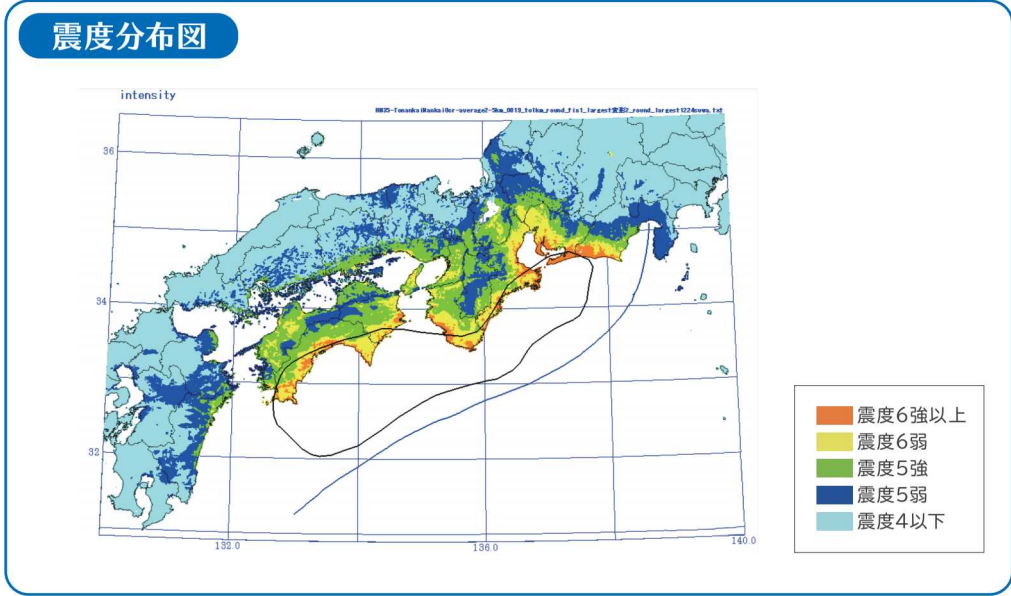 震度分布図
intensity
36
34
32
132.0
136.0
140.0
震度6強以上
震度6弱
震度5強
震度5弱
震度4以下